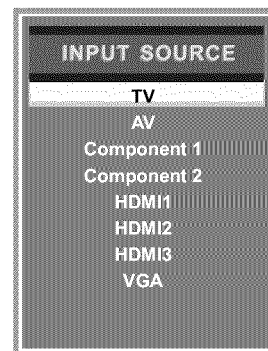 INPUT SOURCE
TV
AV
Component 1
Component 2
HDMI1
HDMI2
HDMI3
VGA